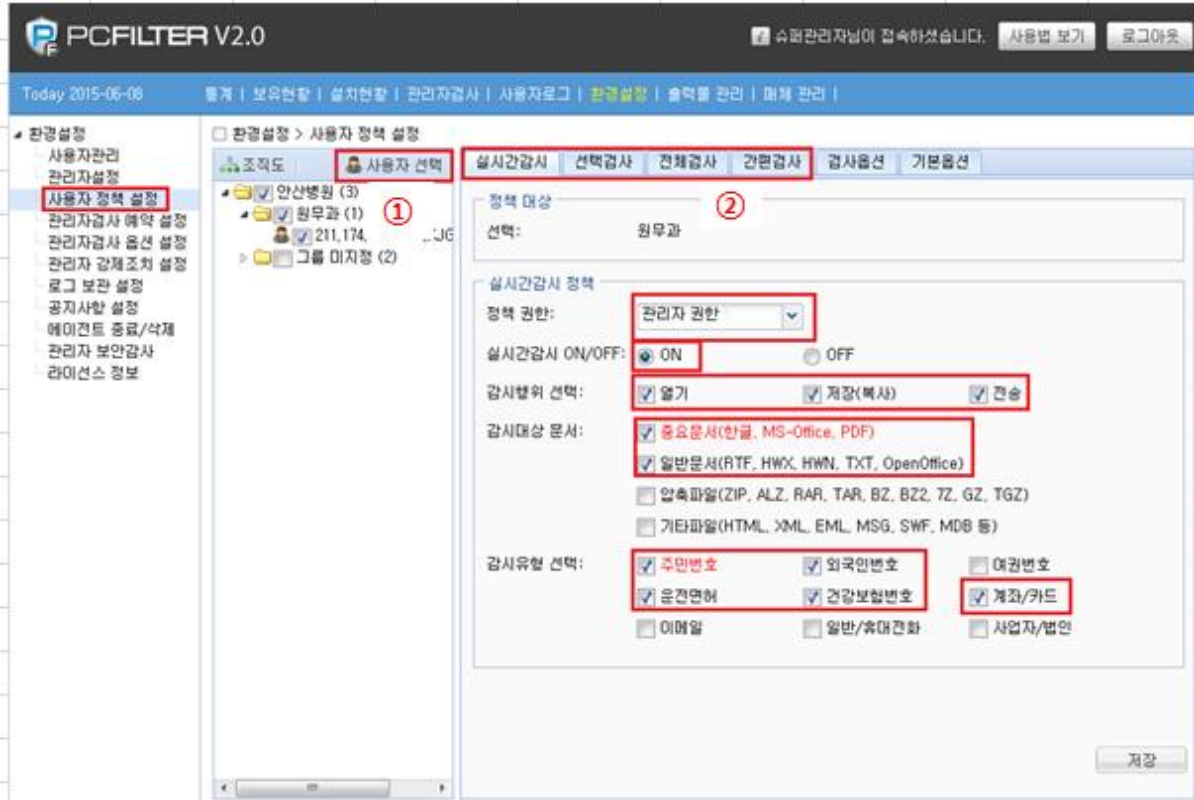 PCFILTER V2.0
슈퍼관리자님이 접속하셨습니다. 사용법 보기 로그아웃
Today 2015-06-08 통계 | 보유현황 | 설치현황 | 관리자검사 | 사용자로그 | 환경설정 | 출력물 관리 | 매체 관리 |
환경설정
사용자관리
관리자설정
사용자 정책 설정
관리자검사 예약 설정
관리자검사 옵션 설정
관리자 강제조치 설정
로그 보관 설정
공지사항 설정
에이전트 종료/삭제
관리자 보안감사
라이선스 정보
환경설정 > 사용자 정책 설정
조직도 사용자 선택
안산병원 (3)
원무과 (1)
211,174,
그룹 미지정 (2)
①
실시간감시 선택검사 전체검사 간편검사 검사옵션 기본옵션
②
정책 대상
선택: 원무과
실시간감시 정책
정책 권한: 관리자 권한
실시간감시 ON/OFF: ON OFF
감시행위 선택: 열기 저장(복사) 전송
감시대상 문서: 중요문서(한글, MS-Office, PDF)
일반문서(RTF, HWX, HWN, TXT, OpenOffice)
압축파일(ZIP, ALZ, RAR, TAR, BZ, BZ2, 7Z, GZ, TGZ)
기타파일(HTML, XML, EML, MSG, SWF, MDB 등)
감시유형 선택: 주민번호 외국인번호 여권번호
운전면허 건강보험번호 계좌/카드
이메일 일반/휴대전화 사업자/법인
저장